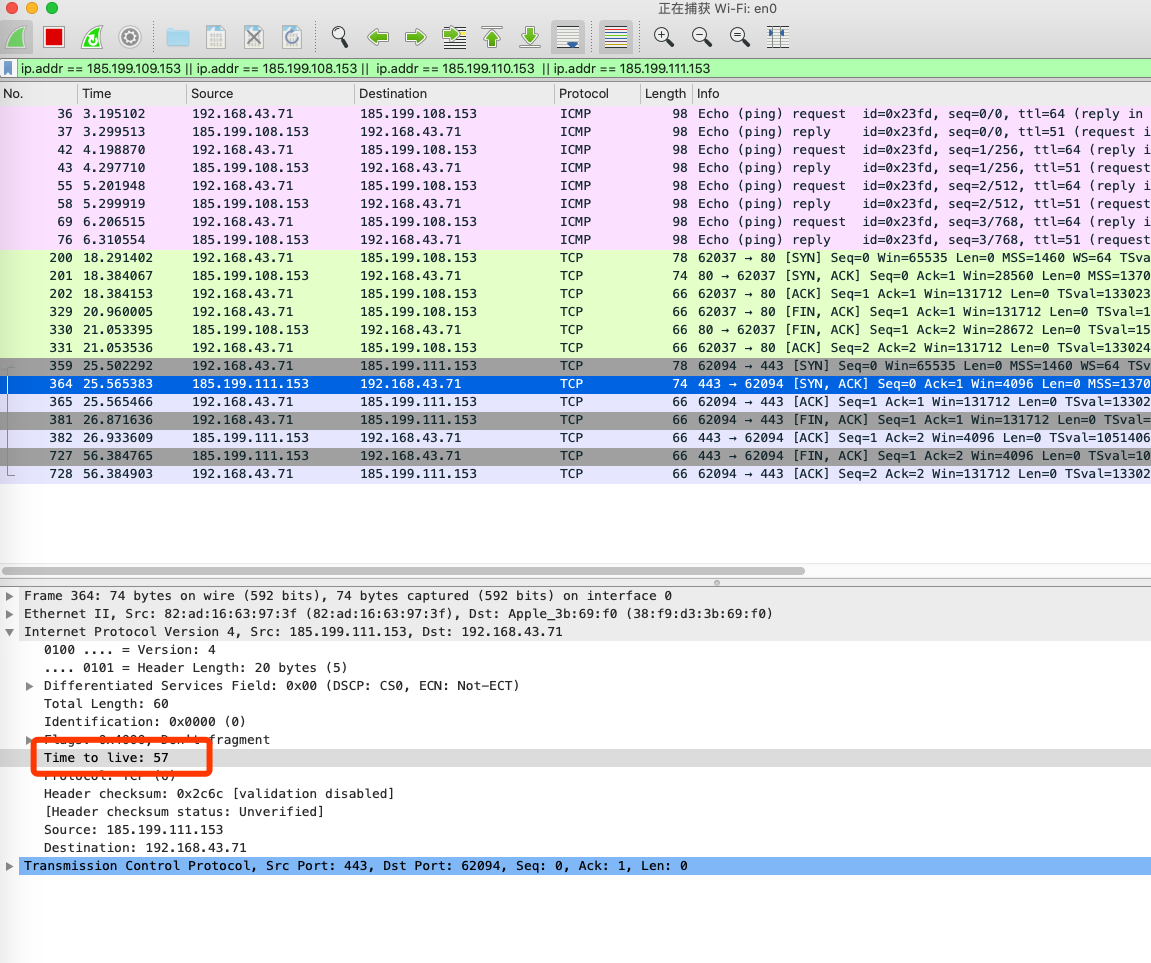 正在捕获 Wi-Fi: en0
ip.addr == 185.199.109.153 || ip.addr == 185.199.108.153 || ip.addr == 185.199.110.153 || ip.addr == 185.199.111.153
No. Time Source Destination Protocol Length Info
36 3.195102 192.168.43.71 185.199.108.153 ICMP 98 Echo (ping) request id=0x23fd, seq=0/0, ttl=64 (reply in
37 3.299513 185.199.108.153 192.168.43.71 ICMP 98 Echo (ping) reply id=0x23fd, seq=0/0, ttl=51 (request i
42 4.198870 192.168.43.71 185.199.108.153 ICMP 98 Echo (ping) request id=0x23fd, seq=1/256, ttl=64 (reply i
43 4.297710 185.199.108.153 192.168.43.71 ICMP 98 Echo (ping) reply id=0x23fd, seq=1/256, ttl=51 (request
55 5.201948 192.168.43.71 185.199.108.153 ICMP 98 Echo (ping) request id=0x23fd, seq=2/512, ttl=64 (reply i
58 5.299919 185.199.108.153 192.168.43.71 ICMP 98 Echo (ping) reply id=0x23fd, seq=2/512, ttl=51 (request
69 6.206515 192.168.43.71 185.199.108.153 ICMP 98 Echo (ping) request id=0x23fd, seq=3/768, ttl=64 (reply i
76 6.310554 185.199.108.153 192.168.43.71 ICMP 98 Echo (ping) reply id=0x23fd, seq=3/768, ttl=51 (request
200 18.291402 192.168.43.71 185.199.108.153 TCP 78 62037 → 80 [SYN] Seq=0 Win=65535 Len=0 MSS=1460 WS=64 TSva
201 18.384067 185.199.108.153 192.168.43.71 TCP 74 80 → 62037 [SYN, ACK] Seq=0 Ack=1 Win=28560 Len=0 MSS=1370
202 18.384153 192.168.43.71 185.199.108.153 TCP 66 62037 → 80 [ACK] Seq=1 Ack=1 Win=131712 Len=0 TSval=133023
329 20.960005 192.168.43.71 185.199.108.153 TCP 66 62037 → 80 [FIN, ACK] Seq=1 Ack=1 Win=131712 Len=0 TSval=1
330 21.053395 185.199.108.153 192.168.43.71 TCP 66 80 → 62037 [FIN, ACK] Seq=1 Ack=2 Win=28672 Len=0 TSval=15
331 21.053536 192.168.43.71 185.199.108.153 TCP 66 62037 → 80 [ACK] Seq=2 Ack=2 Win=131712 Len=0 TSval=133024
359 25.502292 192.168.43.71 185.199.111.153 TCP 78 62094 → 443 [SYN] Seq=0 Win=65535 Len=0 MSS=1460 WS=64 TSv
364 25.565383 185.199.111.153 192.168.43.71 TCP 74 443 → 62094 [SYN, ACK] Seq=0 Ack=1 Win=4096 Len=0 MSS=1370
365 25.565466 192.168.43.71 185.199.111.153 TCP 66 62094 → 443 [ACK] Seq=1 Ack=1 Win=131712 Len=0 TSval=13302
381 26.871636 192.168.43.71 185.199.111.153 TCP 66 62094 → 443 [FIN, ACK] Seq=1 Ack=1 Win=131712 Len=0 TSval=
382 26.933609 185.199.111.153 192.168.43.71 TCP 66 443 → 62094 [ACK] Seq=1 Ack=2 Win=4096 Len=0 TSval=1051406
727 56.384765 185.199.111.153 192.168.43.71 TCP 66 443 → 62094 [FIN, ACK] Seq=1 Ack=2 Win=4096 Len=0 TSval=10
728 56.384903 192.168.43.71 185.199.111.153 TCP 66 62094 → 443 [ACK] Seq=2 Ack=2 Win=131712 Len=0 TSval=13302
Frame 364: 74 bytes on wire (592 bits), 74 bytes captured (592 bits) on interface 0
Ethernet II, Src: 82:ad:16:63:97:3f (82:ad:16:63:97:3f), Dst: Apple_3b:69:f0 (38:f9:d3:3b:69:f0)
Internet Protocol Version 4, Src: 185.199.111.153, Dst: 192.168.43.71
0100 .... = Version: 4
.... 0101 = Header Length: 20 bytes (5)
Differentiated Services Field: 0x00 (DSCP: CS0, ECN: Not-ECT)
Total Length: 60
Identification: 0x0000 (0)
Flags: 0x4000, Don't fragment
Time to live: 57
Protocol: TCP (6)
Header checksum: 0x2c6c [validation disabled]
[Header checksum status: Unverified]
Source: 185.199.111.153
Destination: 192.168.43.71
Transmission Control Protocol, Src Port: 443, Dst Port: 62094, Seq: 0, Ack: 1, Len: 0